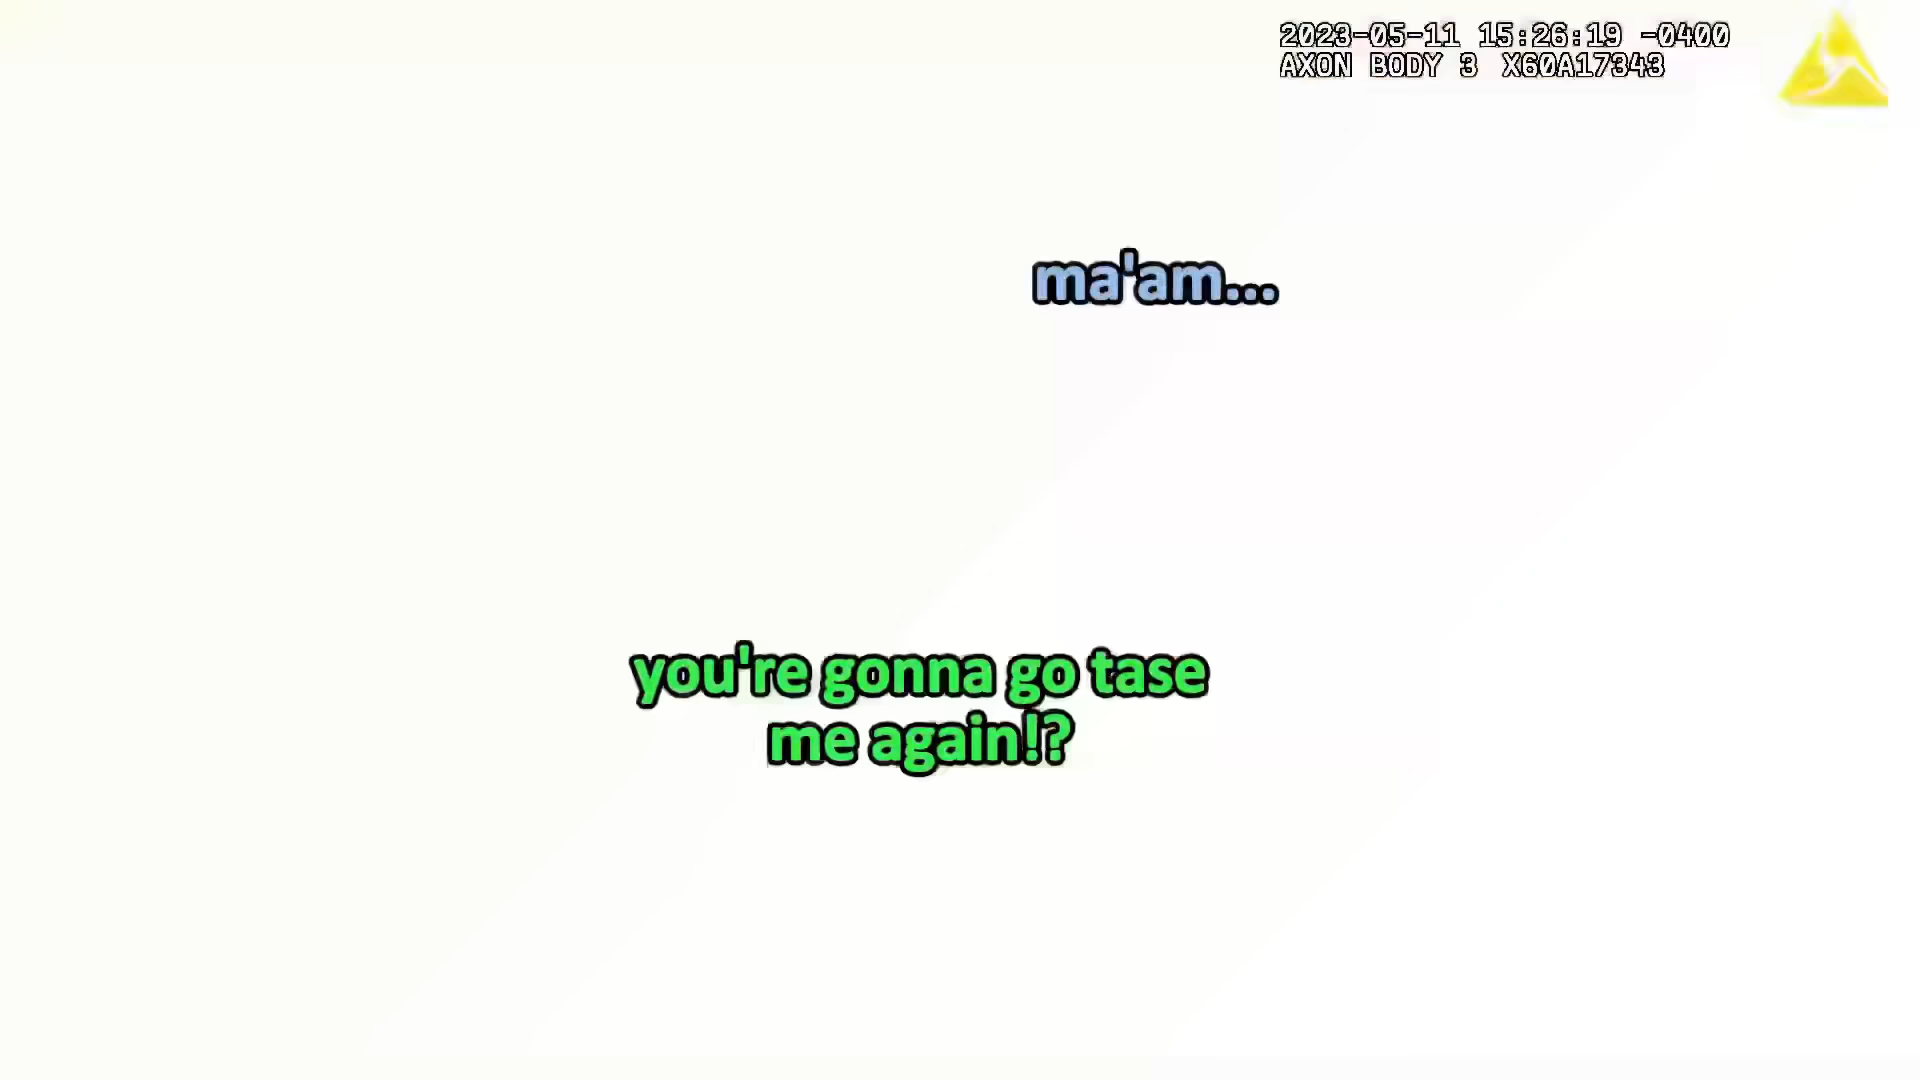 2023-05-11 15:26:19 -0400
AXON BODY 3 X60A17343
ma'am...
you're gonna go tase
me again!?